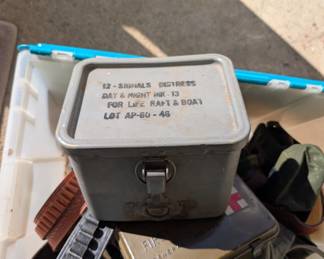 12 - SIGNALS DISTRESS
DAY & NIGHT MK-13
FOR LIFE RAFT & BOAT
LOT AP-60-46